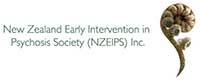 New Zealand Early Intervention in
Psychosis Society (NZEIPS) Inc.